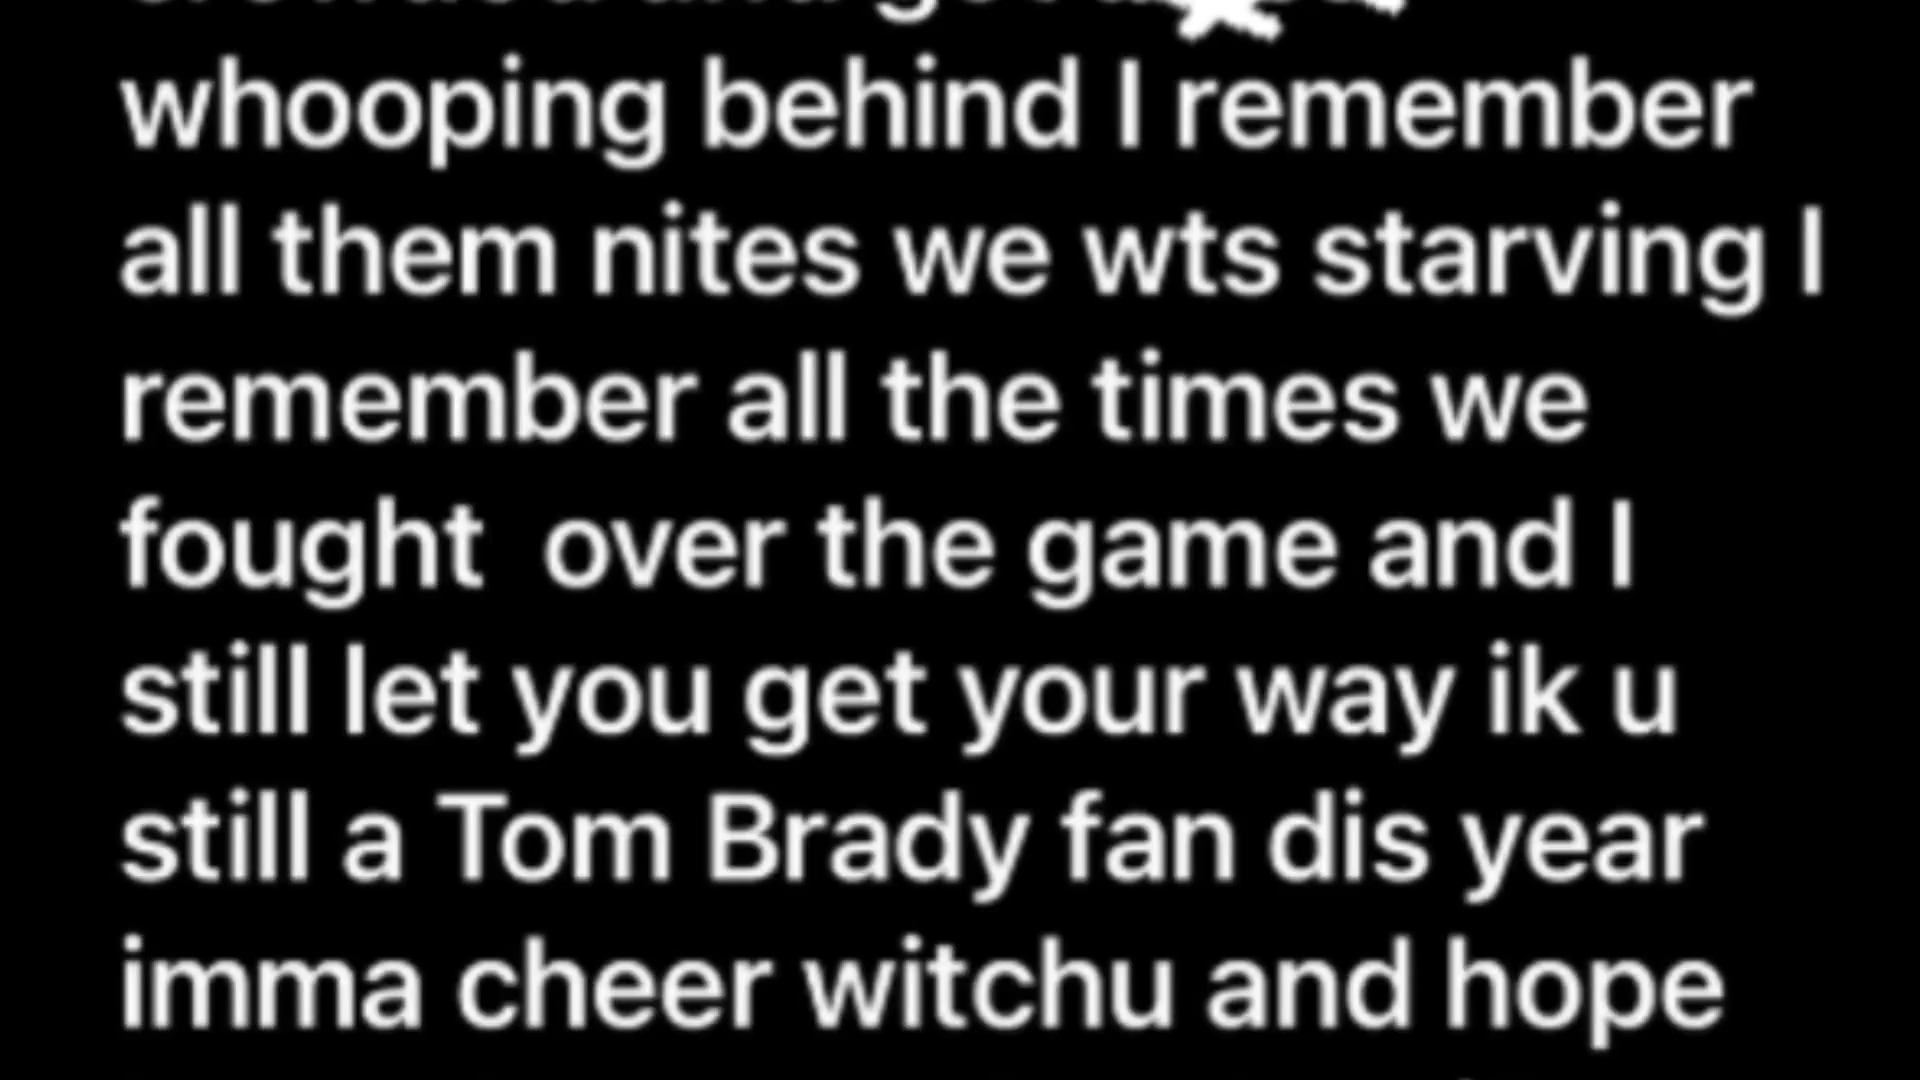 whooping behind I remember
all them nites we wts starving I
remember all the times we
fought  over the game and I
still let you get your way ik u
still a Tom Brady fan dis year
imma cheer witchu and hope